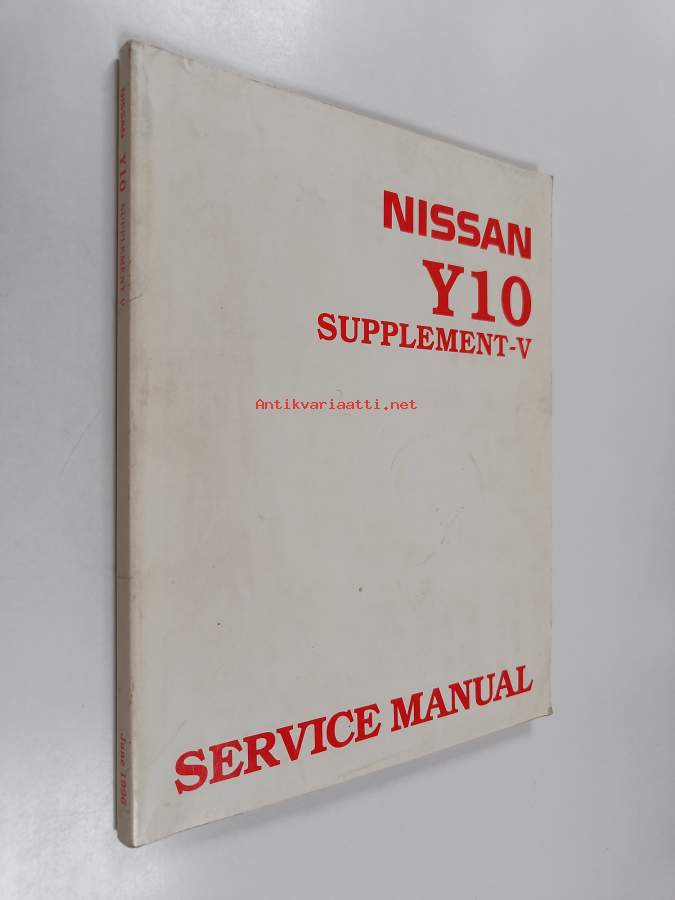 NISSAN
Y10
SUPPLEMENT-V
Antikvariaatti.net
SERVICE MANUAL
NISSAN Y10 SUPPLEMENT-V June 1996